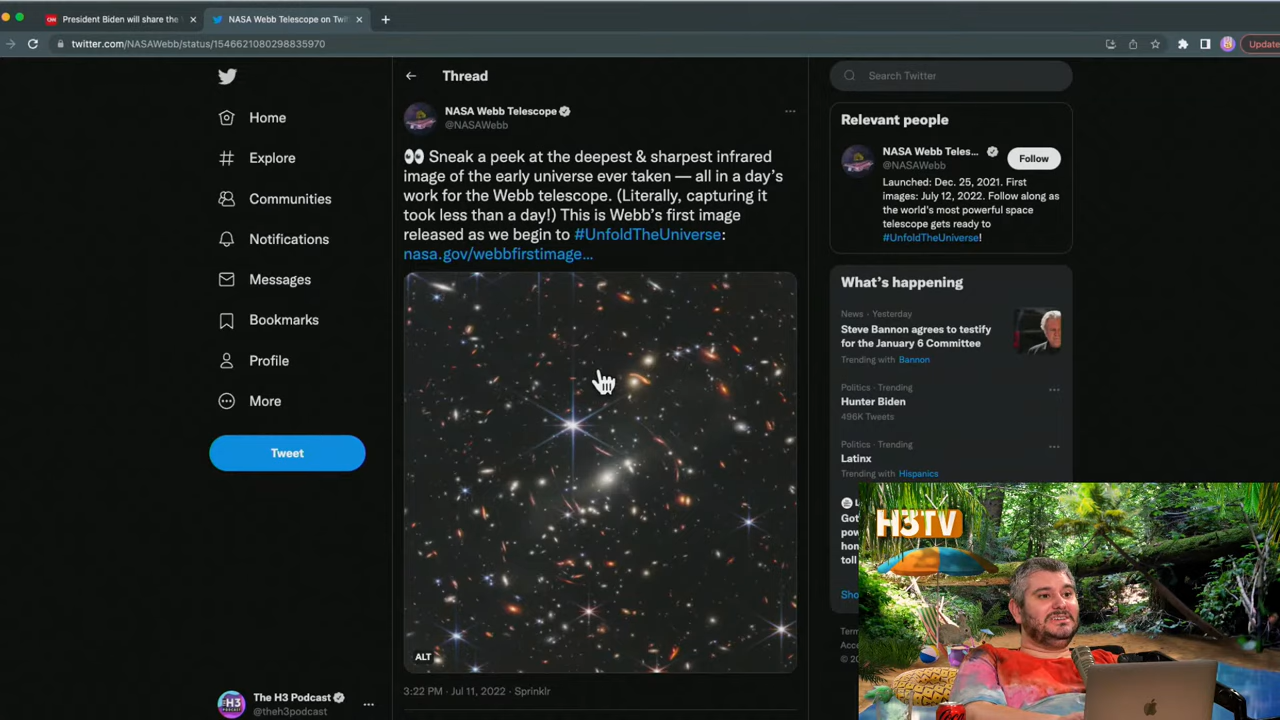 President Biden will share the
NASA Webb Telescope on Twi
twitter.com/NASAWebb/status/1546621080298835970
Update
Home
Explore
Communities
Notifications
Messages
Bookmarks
Profile
More
Tweet
The H3 Podcast
@theh3podcast
Thread
NASA Webb Telescope
@NASAWebb
👀 Sneak a peek at the deepest & sharpest infrared
image of the early universe ever taken — all in a day’s
work for the Webb telescope. (Literally, capturing it
took less than a day!) This is Webb’s first image
released as we begin to #UnfoldTheUniverse:
nasa.gov/webbfirstimage…
ALT
3:22 PM · Jul 11, 2022 · Sprinklr
Search Twitter
Relevant people
NASA Webb Teles...
@NASAWebb
Follow
Launched: Dec. 25, 2021. First
images: July 12, 2022. Follow along
as the world's most powerful space
telescope gets ready to
#UnfoldTheUniverse!
What’s happening
News · Yesterday
Steve Bannon agrees to testify
for the January 6 Committee
Trending with Bannon
Politics · Trending
Hunter Biden
496K Tweets
Politics · Trending
Latinx
Trending with Hispanics
H3TV